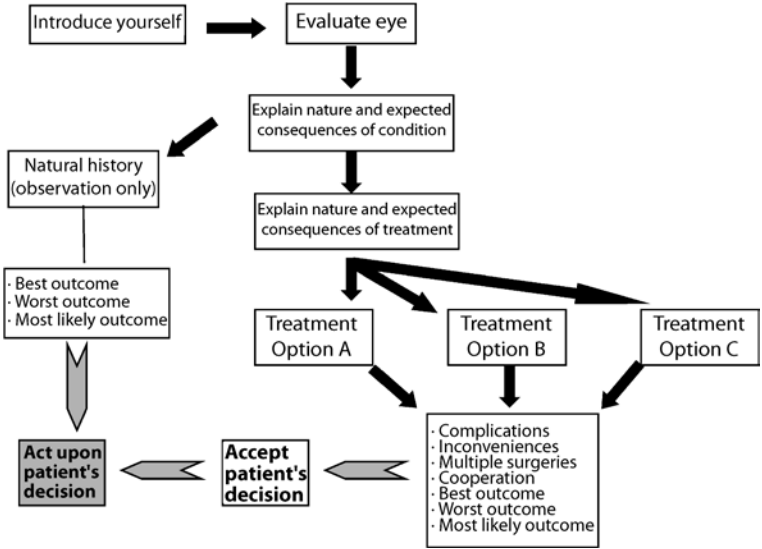 Introduce yourself
Evaluate eye
Explain nature and expected
consequences of condition
Natural history
(observation only)
Explain nature and expected
consequences of treatment
· Best outcome
· Worst outcome
· Most likely outcome
Treatment
Option A
Treatment
Option B
Treatment
Option C
· Complications
· Inconveniences
· Multiple surgeries
· Cooperation
· Best outcome
· Worst outcome
· Most likely outcome
Accept
patient's
decision
Act upon
patient's
decision